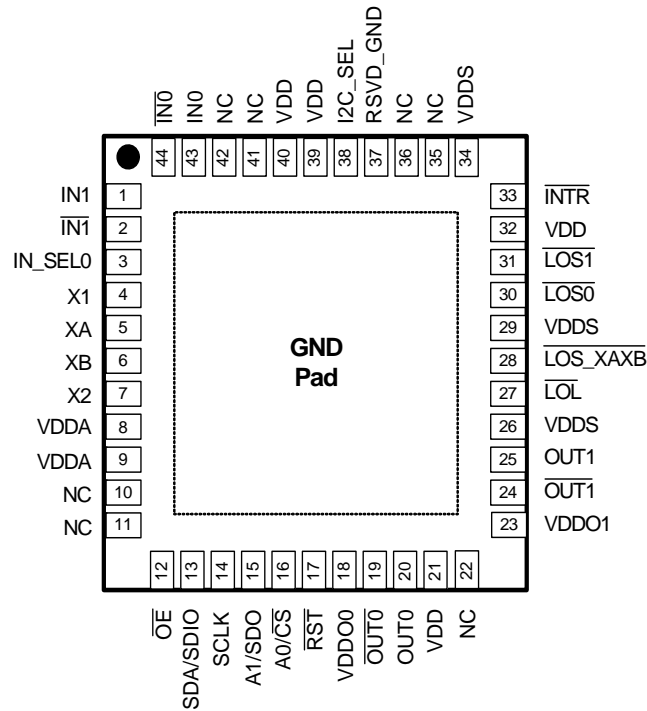 IN0
IN0
NC
NC
VDD
VDD
I2C_SEL
RSVD_GND
NC
NC
VDDS
44
43
42
41
40
39
38
37
36
35
34
IN1 1
IN1 2
IN_SEL0 3
X1 4
XA 5
XB 6
X2 7
VDDA 8
VDDA 9
NC 10
NC 11
GND
Pad
33 INTR
32 VDD
31 LOS1
30 LOS0
29 VDDS
28 LOS_XAXB
27 LOL
26 VDDS
25 OUT1
24 OUT1
23 VDDO1
12
13
14
15
16
17
18
19
20
21
22
OE
SDA/SDIO
SCLK
A1/SDO
A0/CS
RST
VDDO0
OUT0
OUT0
VDD
NC